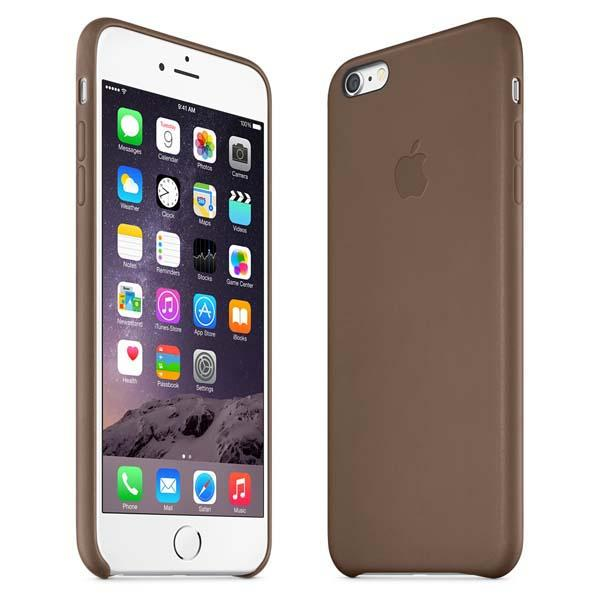 9:41 AM
100%
Tuesday
9
Messages Calendar Photos Camera
Weather Clock Maps Videos
Notes Reminders Stocks Game Center
Newsstand iTunes Store App Store iBooks
Health Passbook Settings
Phone Mail Safari Music